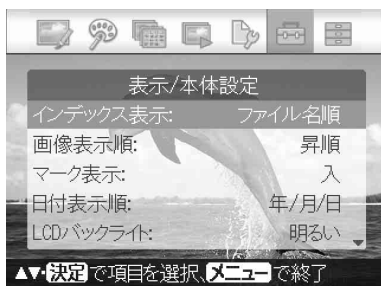 表示/本体設定
インデックス表示: ファイル名順
画像表示順: 昇順
マーク表示: 入
日付表示順: 年/月/日
LCDバックライト: 明るい
▲▼・決定で項目を選択、メニューで終了